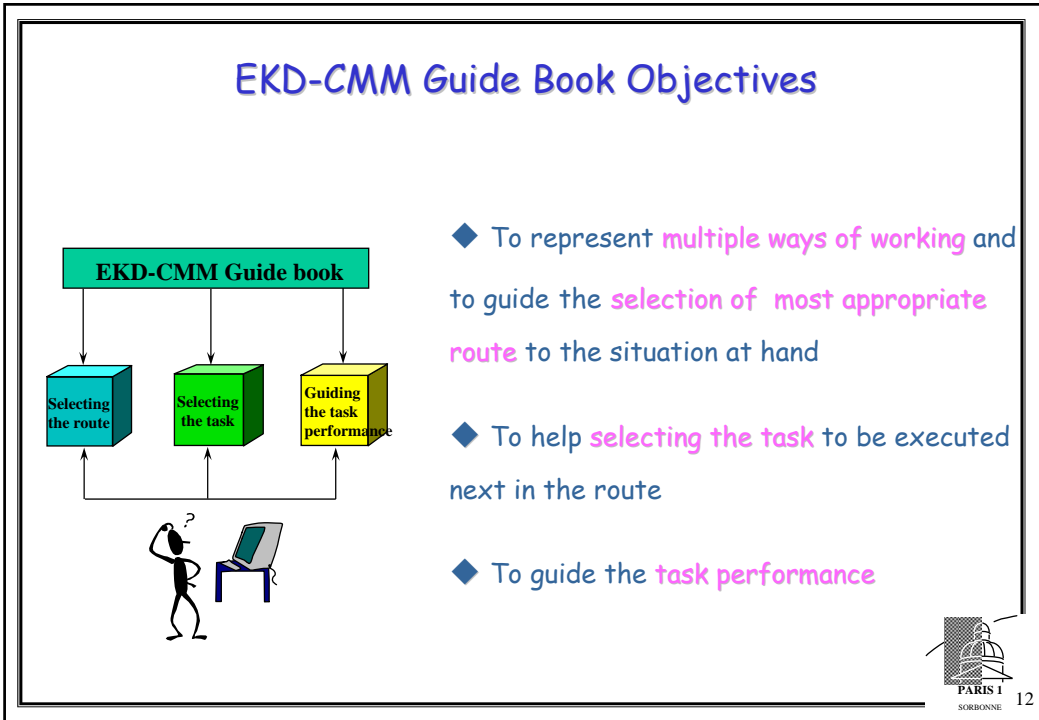 EKD-CMM Guide Book Objectives
EKD-CMM Guide book
Selecting
the route
Selecting
the task
Guiding
the task
performance
?
◆ To represent multiple ways of working and
to guide the selection of most appropriate
route to the situation at hand
◆ To help selecting the task to be executed
next in the route
◆ To guide the task performance
PARIS 1
SORBONNE
12